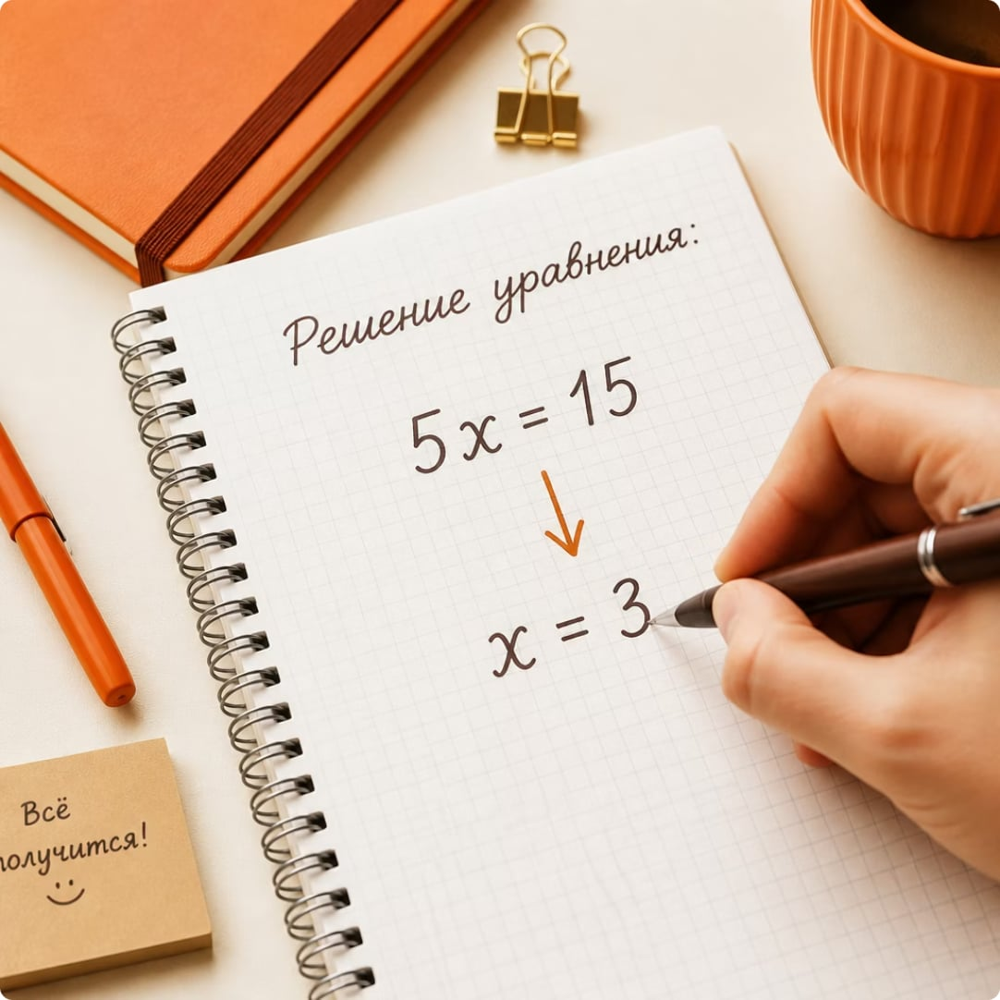 Решение уравнения:
5x = 15
x = 3
Всё
получится!